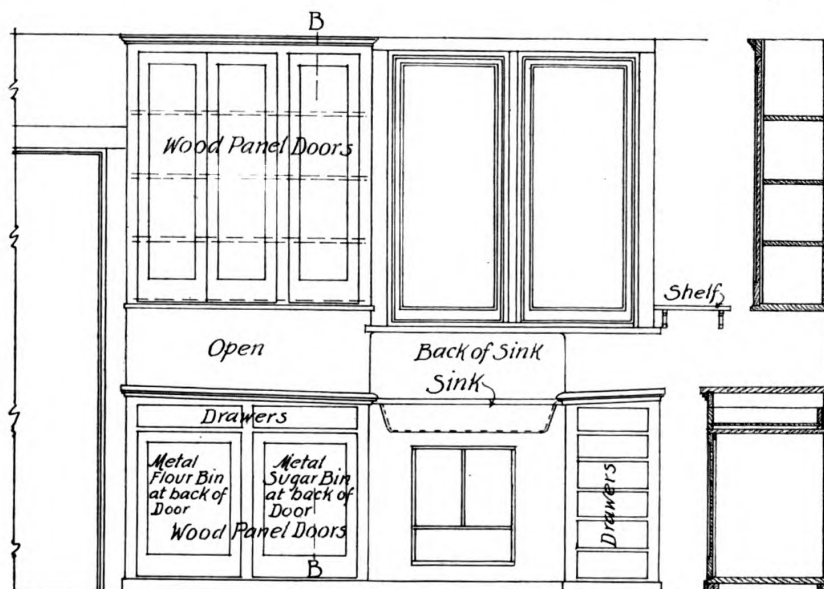 B
Wood Panel Doors
Shelf
Open
Back of Sink
Sink
Drawers
Metal
Flour Bin
at back of
Door
Metal
Sugar Bin
at back of
Door
Wood Panel Doors
Drawers
B